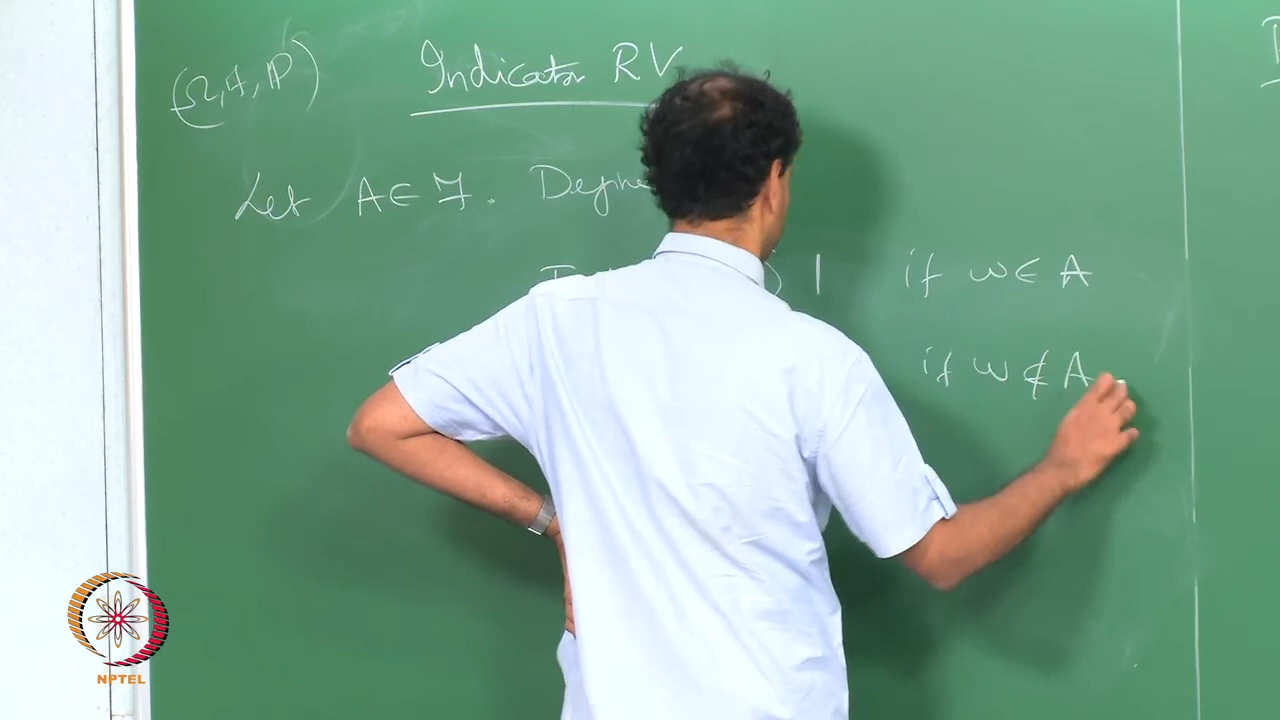 (Ω, F, ℙ) Indicator RV
Let A ∈ F. Define
1 if ω ∈ A
if ω ∉ A
NPTEL